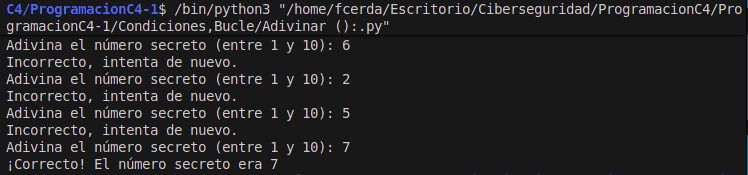 C4/ProgramacionC4-1$ /bin/python3 "/home/fcerda/Escritorio/Ciberseguridad/ProgramacionC4/Pro
gramacionC4-1/Condiciones,Bucle/Adivinar ():.py"
Adivina el número secreto (entre 1 y 10): 6
Incorrecto, intenta de nuevo.
Adivina el número secreto (entre 1 y 10): 2
Incorrecto, intenta de nuevo.
Adivina el número secreto (entre 1 y 10): 5
Incorrecto, intenta de nuevo.
Adivina el número secreto (entre 1 y 10): 7
¡Correcto! El número secreto era 7